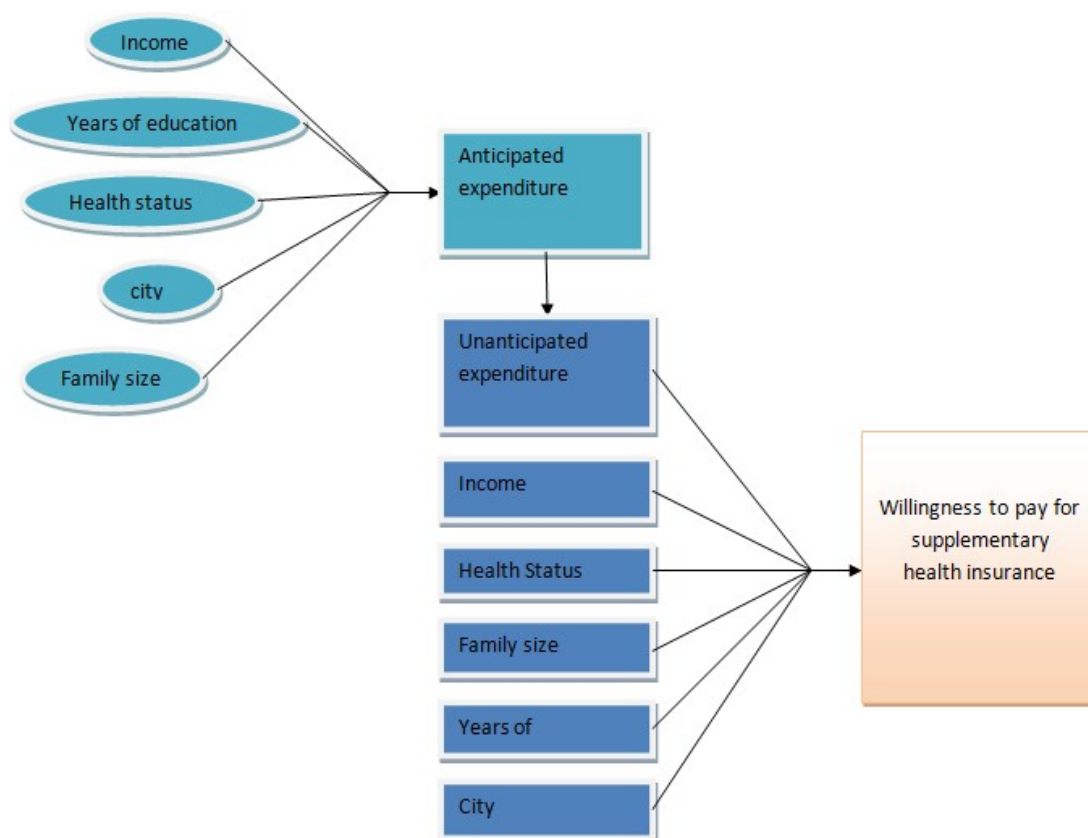 Income
Years of education
Health status
city
Family size
Anticipated
expenditure
Unanticipated
expenditure
Income
Health Status
Family size
Years of
City
Willingness to pay for
supplementary
health insurance